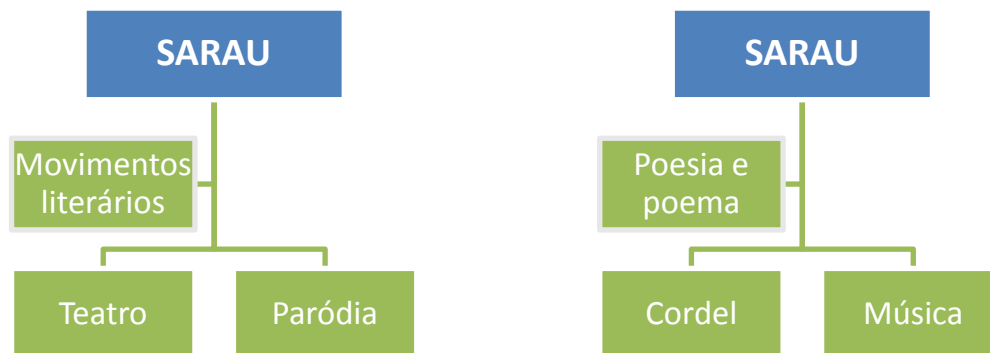 SARAU
Movimentos
literários
Teatro
Paródia
SARAU
Poesia e
poema
Cordel
Música